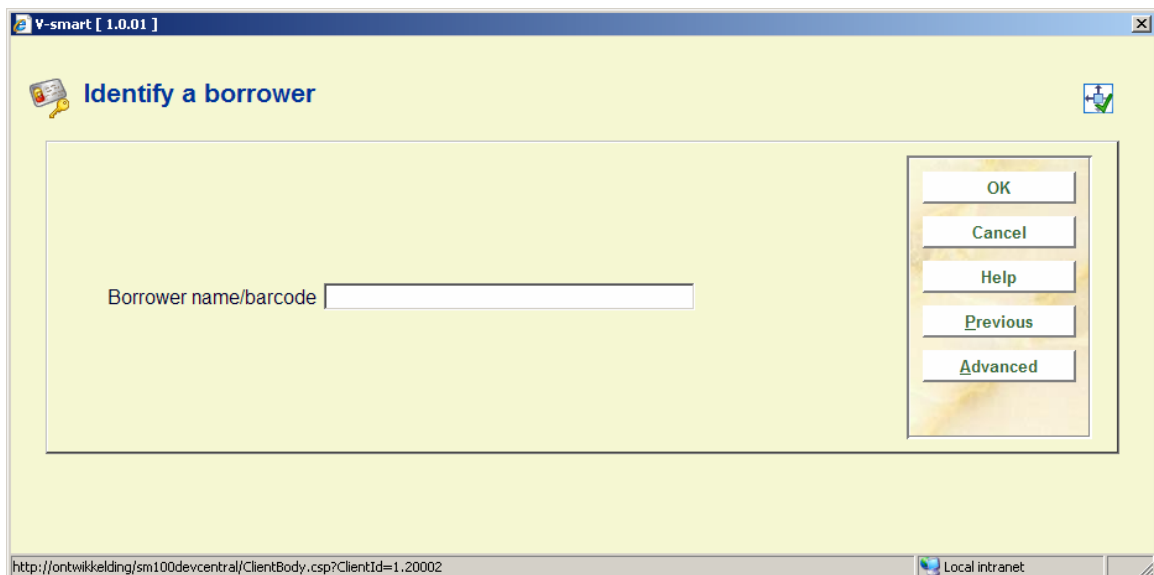 V-smart [ 1.0.01 ]
Identify a borrower
Borrower name/barcode
OK
Cancel
Help
Previous
Advanced
http://ontwikkelding/sm100devcentral/ClientBody.csp?ClientId=1.20002
Local intranet